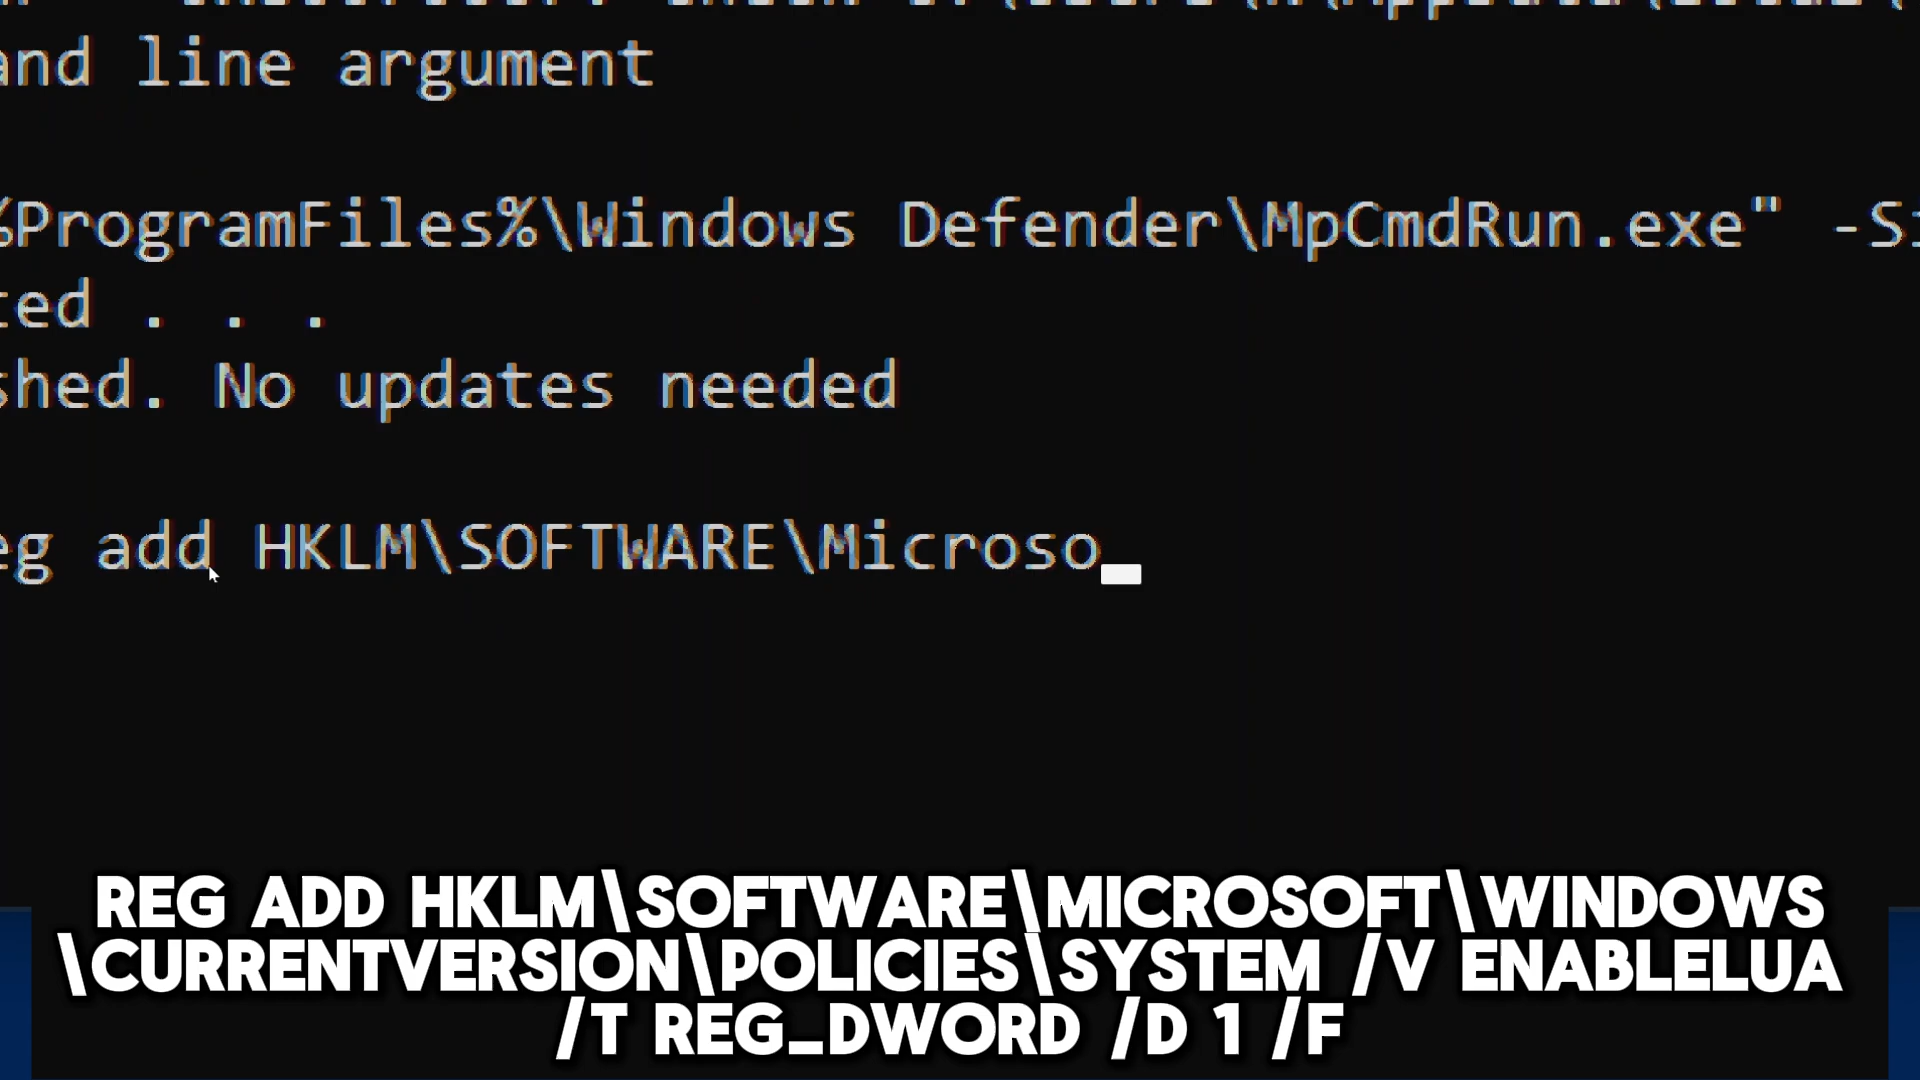 and line argument
%ProgramFiles%\Windows Defender\MpCmdRun.exe" -Si
ted . . .
shed. No updates needed
eg add HKLM\SOFTWARE\Microso
REG ADD HKLM\SOFTWARE\MICROSOFT\WINDOWS
\CURRENTVERSION\POLICIES\SYSTEM /V ENABLELUA
/T REG_DWORD /D 1 /F